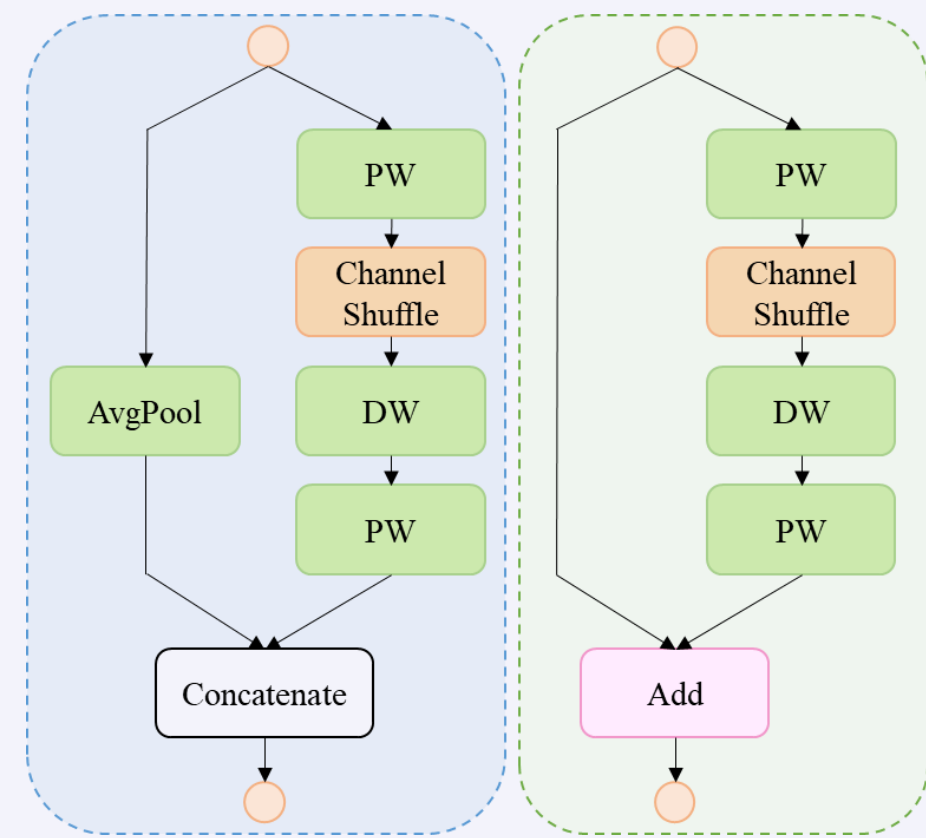 PW
Channel
Shuffle
AvgPool
DW
PW
Concatenate
PW
Channel
Shuffle
DW
PW
Add